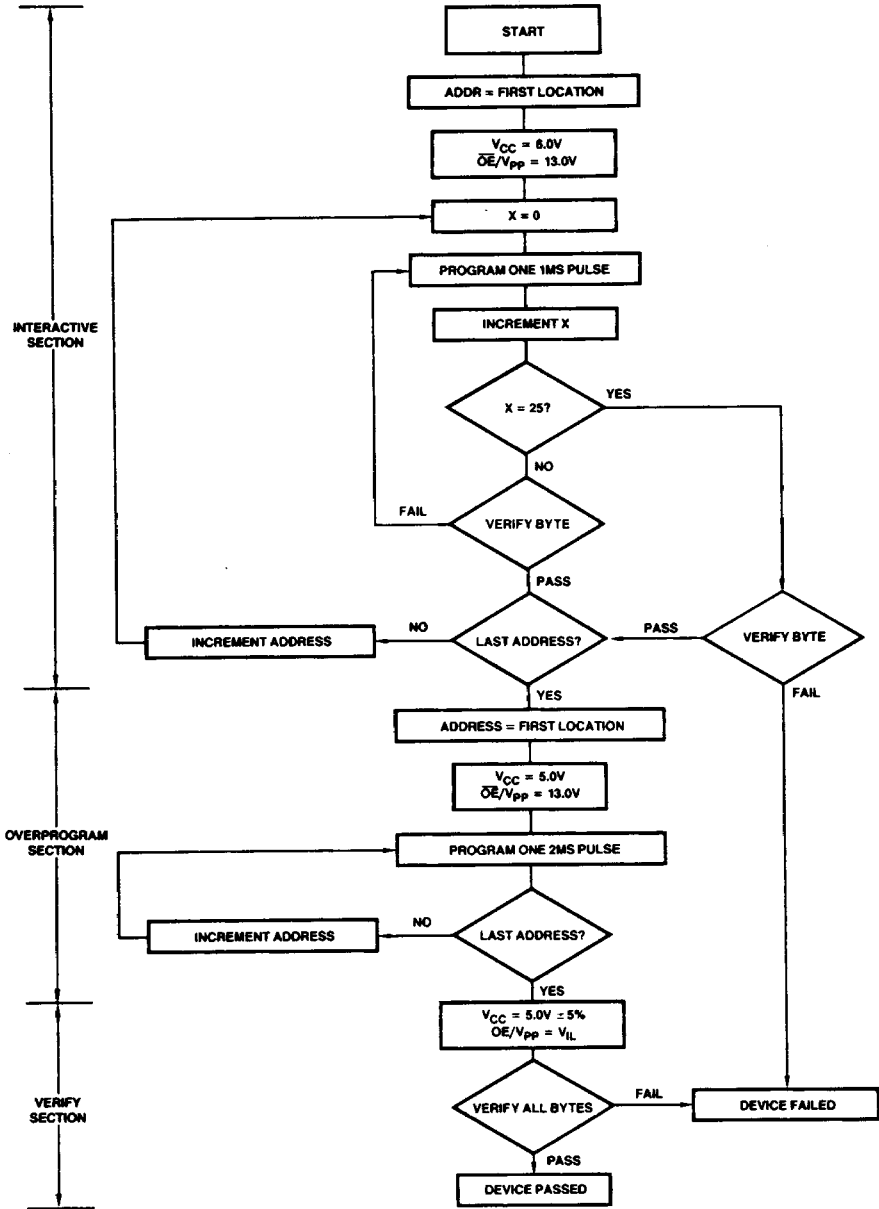 START
ADDR = FIRST LOCATION
VCC = 6.0V
OE/VPP = 13.0V
X = 0
PROGRAM ONE 1MS PULSE
INTERACTIVE
SECTION
INCREMENT X
X = 25?
YES
NO
FAIL
VERIFY BYTE
PASS
INCREMENT ADDRESS
NO
LAST ADDRESS?
PASS
VERIFY BYTE
YES
FAIL
ADDRESS = FIRST LOCATION
VCC = 5.0V
OE/VPP = 13.0V
OVERPROGRAM
SECTION
PROGRAM ONE 2MS PULSE
INCREMENT ADDRESS
NO
LAST ADDRESS?
YES
VCC = 5.0V ±5%
OE/VPP = VIL
VERIFY
SECTION
VERIFY ALL BYTES
FAIL
DEVICE FAILED
PASS
DEVICE PASSED